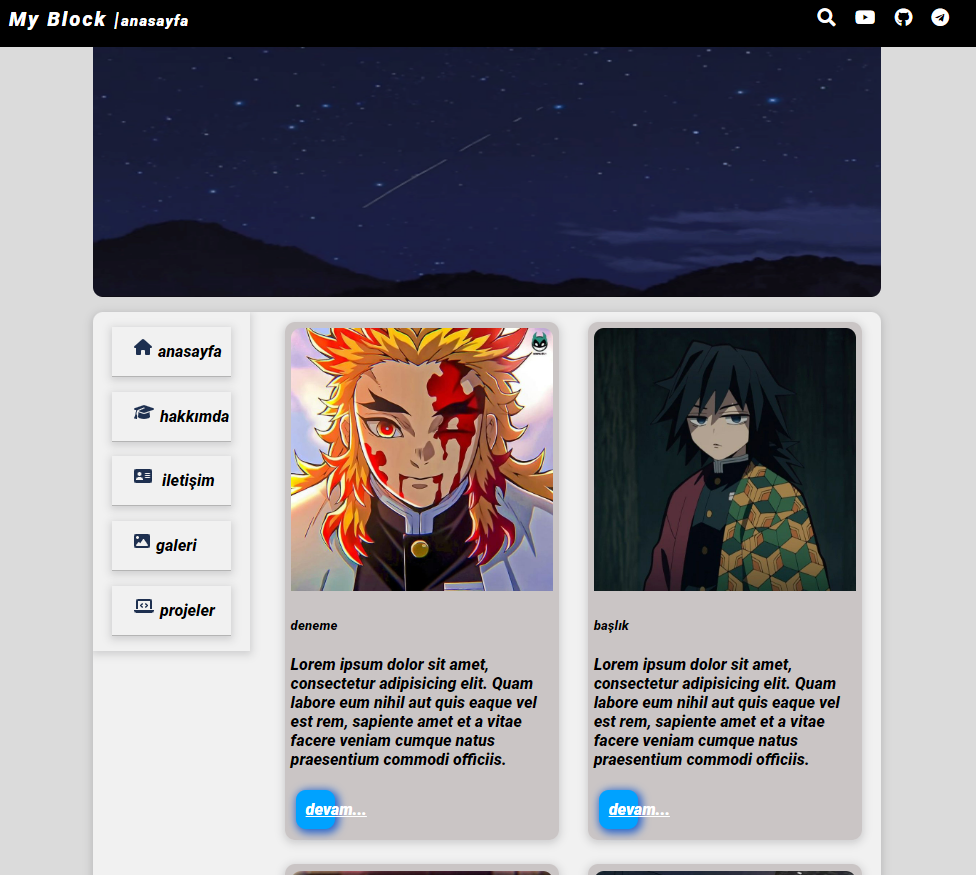 My Block |anasayfa
anasayfa
hakkımda
iletişim
galeri
projeler
deneme
Lorem ipsum dolor sit amet,
consectetur adipisicing elit. Quam
labore eum nihil aut quis eaque vel
est rem, sapiente amet et a vitae
facere veniam cumque natus
praesentium commodi officiis.
devam...
başlık
Lorem ipsum dolor sit amet,
consectetur adipisicing elit. Quam
labore eum nihil aut quis eaque vel
est rem, sapiente amet et a vitae
facere veniam cumque natus
praesentium commodi officiis.
devam...